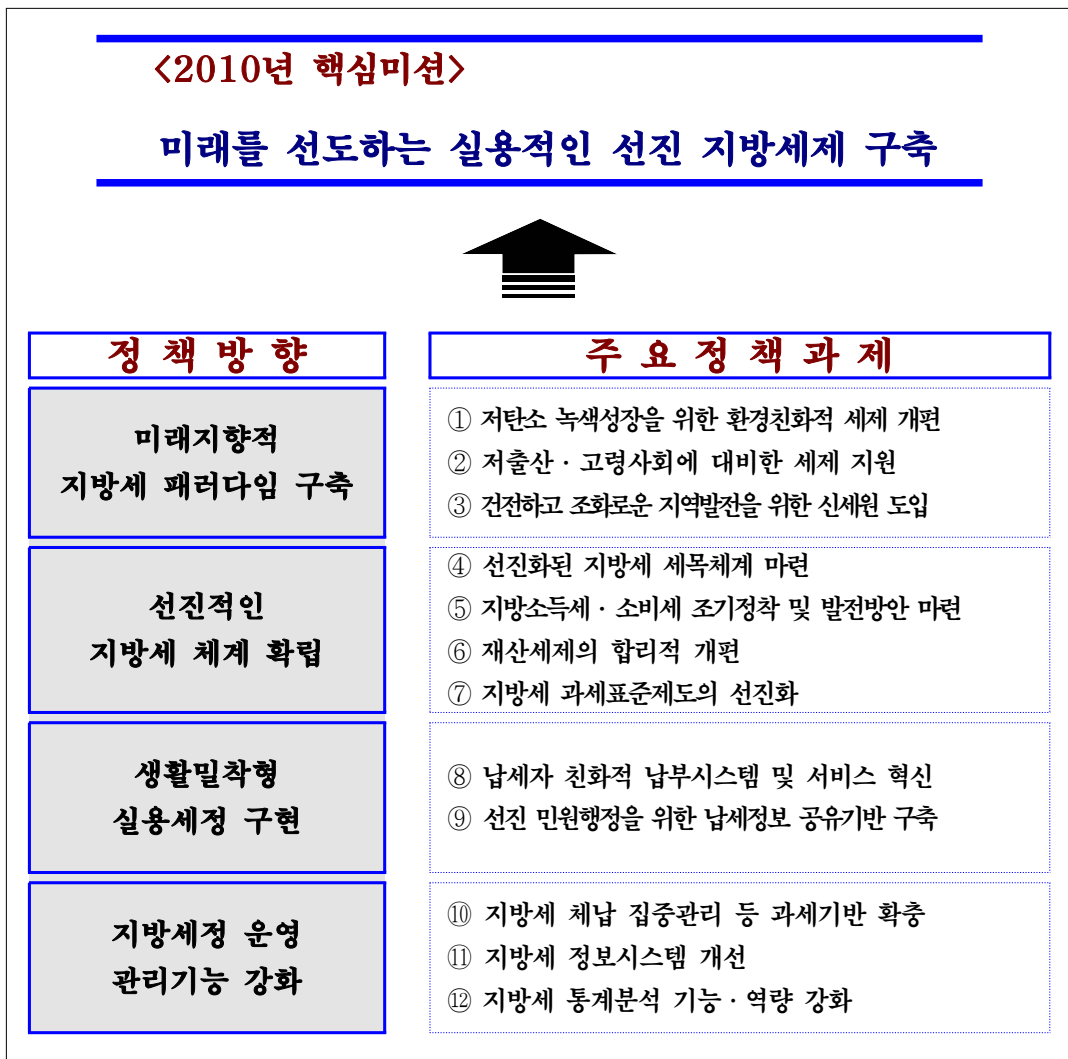 <2010년 핵심미션>
미래를 선도하는 실용적인 선진 지방세제 구축
정 책 방 향
주 요 정 책 과 제
미래지향적
지방세 패러다임 구축
① 저탄소 녹색성장을 위한 환경친화적 세제 개편
② 저출산 · 고령사회에 대비한 세제 지원
③ 건전하고 조화로운 지역발전을 위한 신세원 도입
선진적인
지방세 체계 확립
④ 선진화된 지방세 세목체계 마련
⑤ 지방소득세 · 소비세 조기정착 및 발전방안 마련
⑥ 재산세제의 합리적 개편
⑦ 지방세 과세표준제도의 선진화
생활밀착형
실용세정 구현
⑧ 납세자 친화적 납부시스템 및 서비스 혁신
⑨ 선진 민원행정을 위한 납세정보 공유기반 구축
지방세정 운영
관리기능 강화
⑩ 지방세 체납 집중관리 등 과세기반 확충
⑪ 지방세 정보시스템 개선
⑫ 지방세 통계분석 기능 · 역량 강화